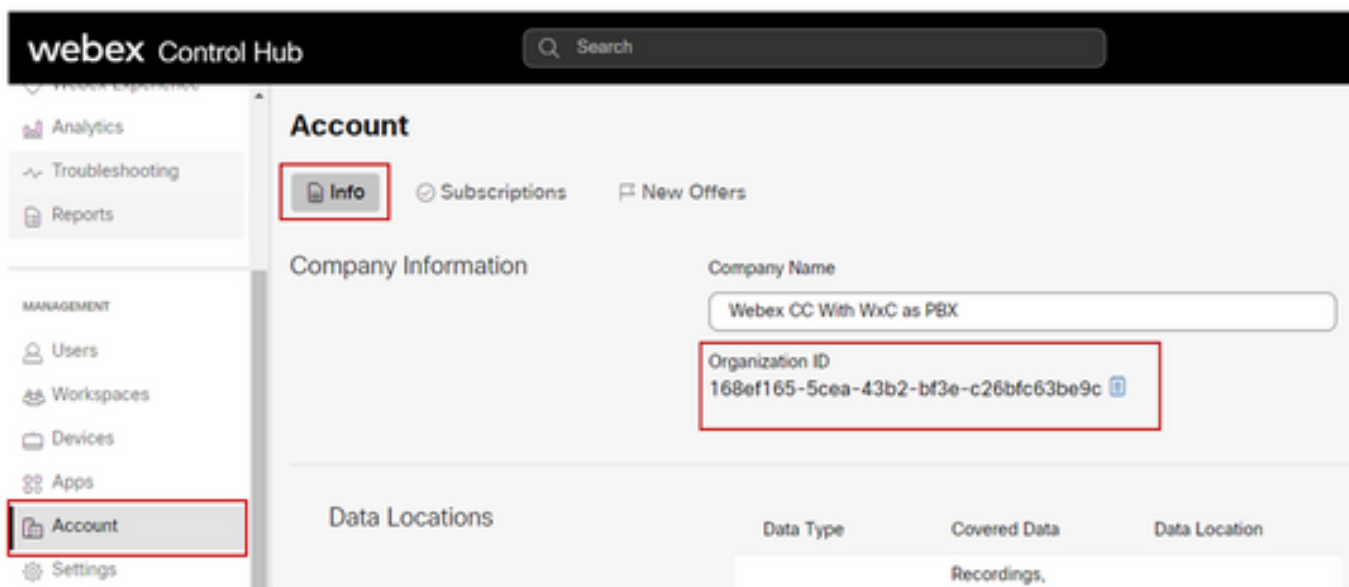 webex Control Hub
Search
Webex Experience
Analytics
Troubleshooting
Reports
MANAGEMENT
Users
Workspaces
Devices
Apps
Account
Settings
Account
Info
Subscriptions
New Offers
Company Information
Company Name
Webex CC With WxC as PBX
Organization ID
168ef165-5cea-43b2-bf3e-c26bfc63be9c
Data Locations
Data Type Covered Data Data Location
Recordings,